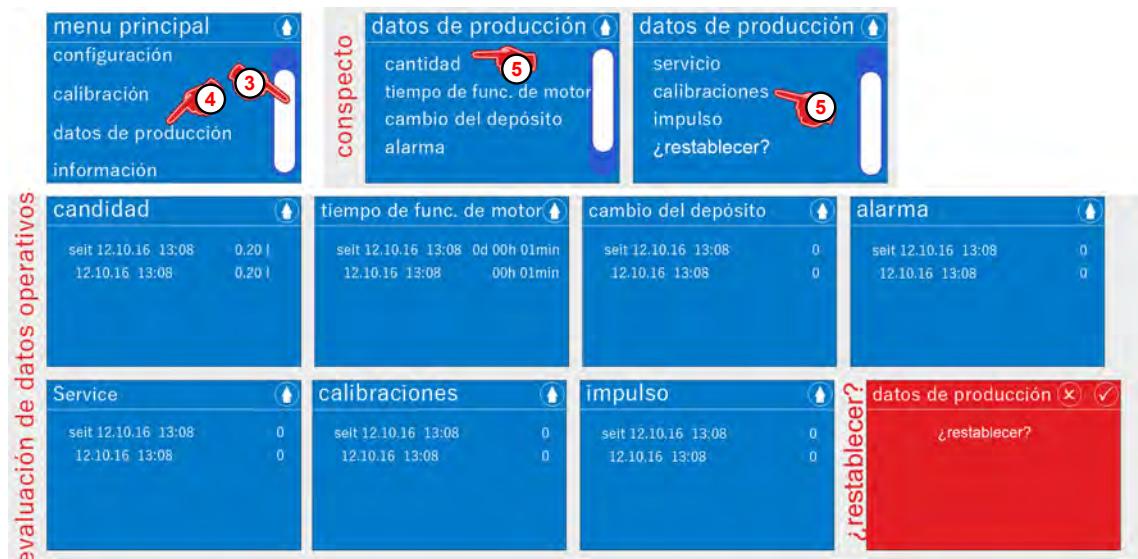 menu principal
configuración
calibración
datos de producción
información
3
4
conspecto
datos de producción
cantidad
tiempo de func. de motor
cambio del depósito
alarma
5
datos de producción
servicio
calibraciones
impulso
¿restablecer?
5
evaluación de datos operativos
candidad
seit 12.10.16 13:08 0.20 l
12.10.16 13:08 0.20 l
tiempo de func. de motor
seit 12.10.16 13:08 0d 00h 01min
12.10.16 13:08 00h 01min
cambio del depósito
seit 12.10.16 13:08 0
12.10.16 13:08 0
alarma
seit 12.10.16 13:08 0
12.10.16 13:08 0
Service
seit 12.10.16 13:08 0
12.10.16 13:08 0
calibraciones
seit 12.10.16 13:08 0
12.10.16 13:08 0
impulso
seit 12.10.16 13:08 0
12.10.16 13:08 0
¿restablecer?
datos de producción
¿restablecer?